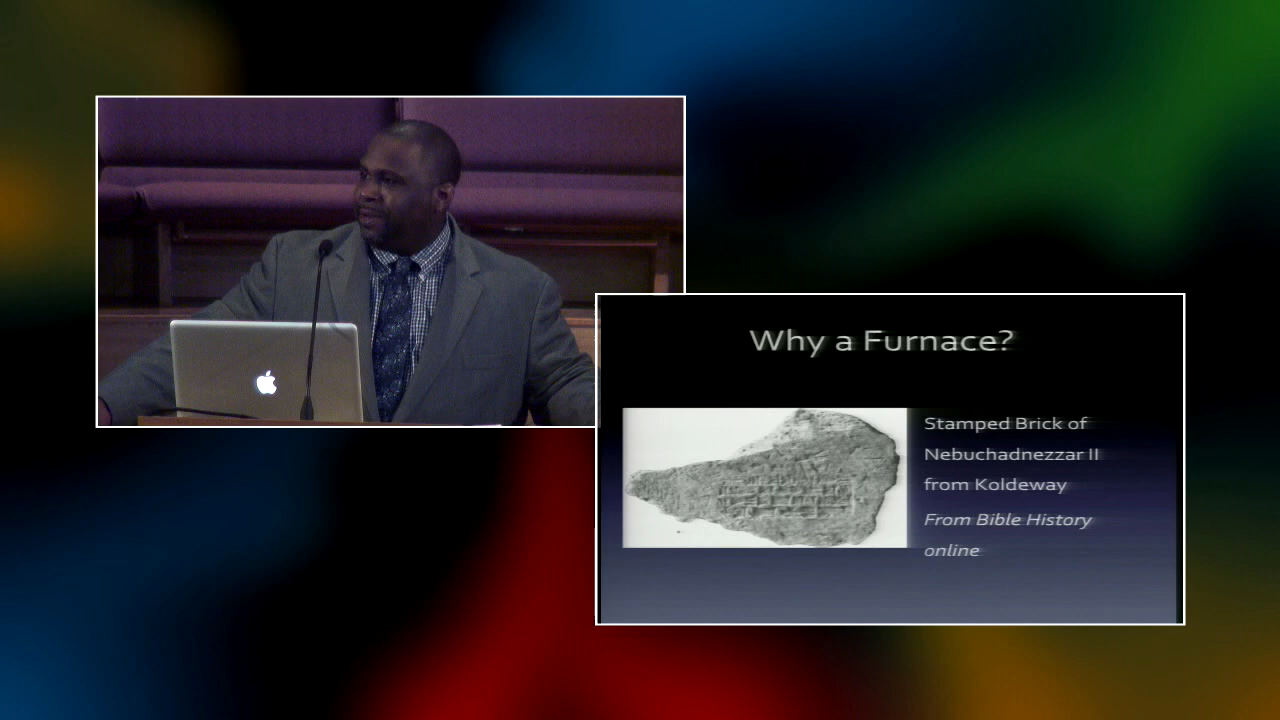 Why a Furnace?
Stamped Brick of
Nebuchadnezzar II
from Koldeway
From Bible History
online